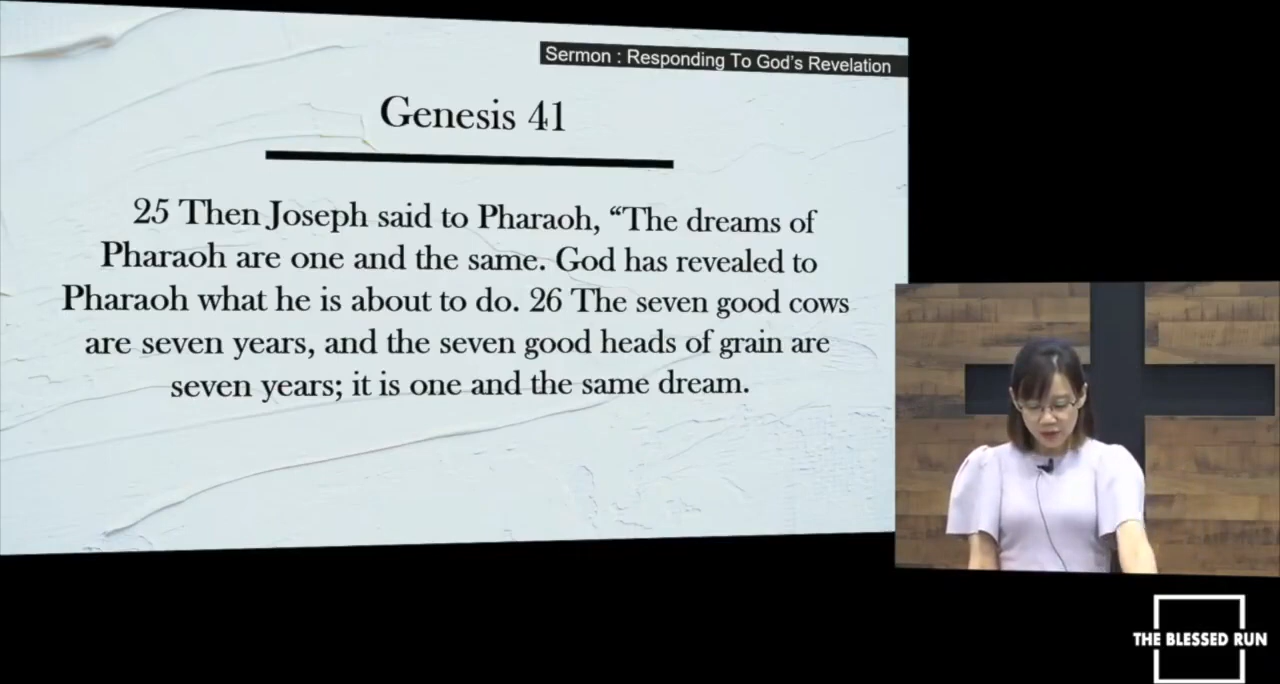 Sermon : Responding To God's Revelation
Genesis 41
25 Then Joseph said to Pharaoh, “The dreams of
Pharaoh are one and the same. God has revealed to
Pharaoh what he is about to do. 26 The seven good cows
are seven years, and the seven good heads of grain are
seven years; it is one and the same dream.
THE BLESSED RUN